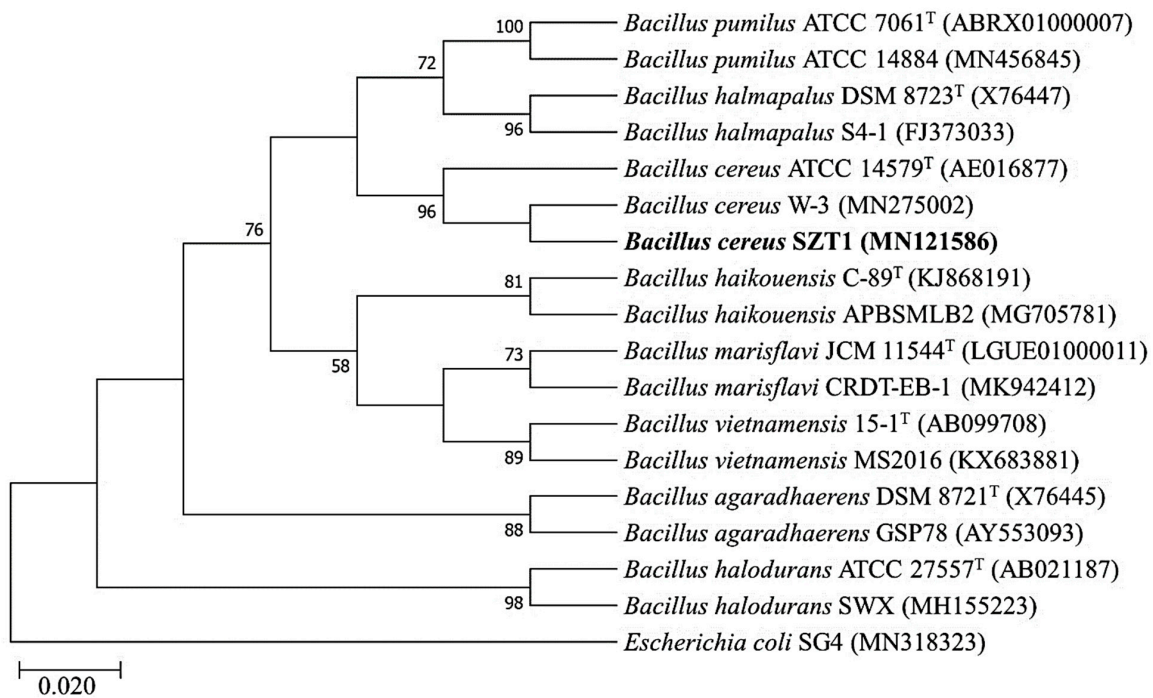 100
Bacillus pumilus ATCC 7061ᵀ (ABRX01000007)
72
Bacillus pumilus ATCC 14884 (MN456845)
Bacillus halmapalus DSM 8723ᵀ (X76447)
96
Bacillus halmapalus S4-1 (FJ373033)
Bacillus cereus ATCC 14579ᵀ (AE016877)
96
Bacillus cereus W-3 (MN275002)
76
Bacillus cereus SZT1 (MN121586)
81
Bacillus haikouensis C-89ᵀ (KJ868191)
Bacillus haikouensis APBSMLB2 (MG705781)
58
73
Bacillus marisflavi JCM 11544ᵀ (LGUE01000011)
Bacillus marisflavi CRDT-EB-1 (MK942412)
Bacillus vietnamensis 15-1ᵀ (AB099708)
89
Bacillus vietnamensis MS2016 (KX683881)
Bacillus agaradhaerens DSM 8721ᵀ (X76445)
88
Bacillus agaradhaerens GSP78 (AY553093)
Bacillus halodurans ATCC 27557ᵀ (AB021187)
98
Bacillus halodurans SWX (MH155223)
Escherichia coli SG4 (MN318323)
0.020